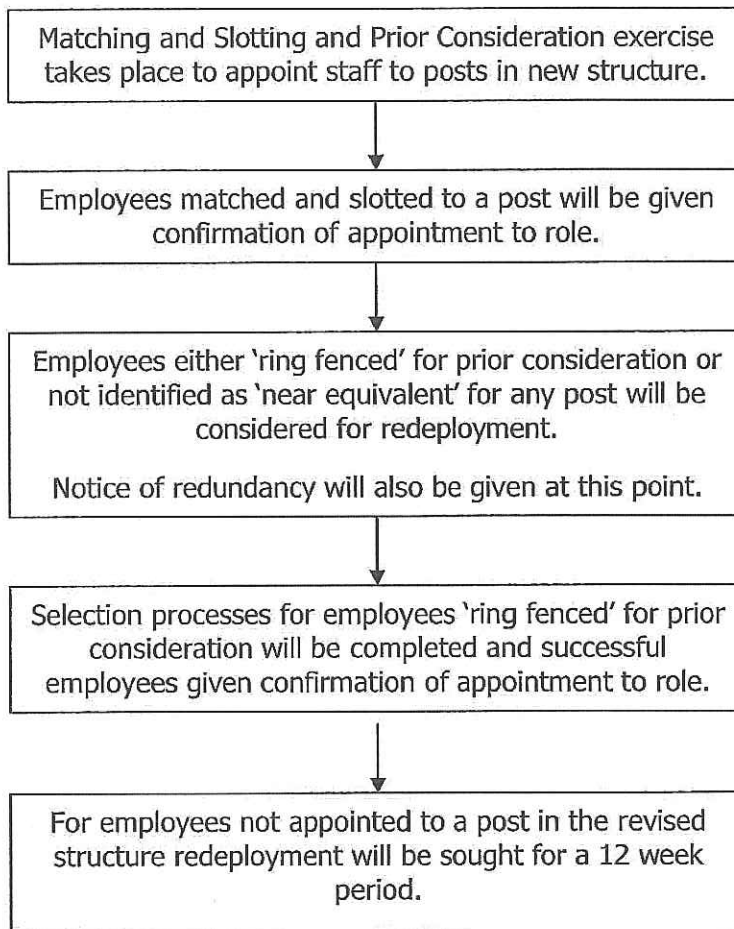 Matching and Slotting and Prior Consideration exercise
takes place to appoint staff to posts in new structure.
Employees matched and slotted to a post will be given
confirmation of appointment to role.
Employees either ‘ring fenced’ for prior consideration or
not identified as ‘near equivalent’ for any post will be
considered for redeployment.
Notice of redundancy will also be given at this point.
Selection processes for employees ‘ring fenced’ for prior
consideration will be completed and successful
employees given confirmation of appointment to role.
For employees not appointed to a post in the revised
structure redeployment will be sought for a 12 week
period.